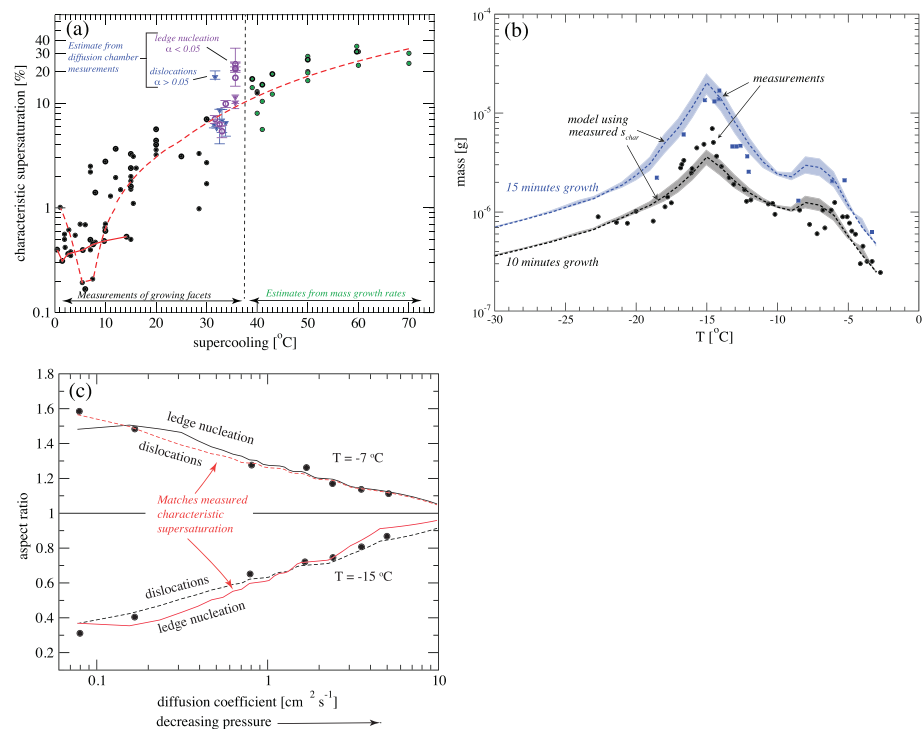 (a)
Estimate from
diffusion chamber
mesurements
ledge nucleation
α < 0.05
dislocations
α > 0.05
characteristic supersaturation [%]
40
30
20
10
1
0.1
Measurements of growing facets
Estimates from mass growth rates
0 10 20 30 40 50 60 70
supercooling [°C]
(b)
mass [g]
10^-4
10^-5
10^-6
10^-7
measurements
model using
measured s_char
15 minutes growth
10 minutes growth
-30 -25 -20 -15 -10 -5 0
T [°C]
(c)
aspect ratio
1.8
1.6
1.4
1.2
1
0.8
0.6
0.4
0.2
ledge nucleation
dislocations
T = -7 °C
Matches measured
characteristic
supersaturation
dislocations
T = -15 °C
ledge nucleation
0.1 1 10
diffusion coefficient [cm² s⁻¹]
decreasing pressure